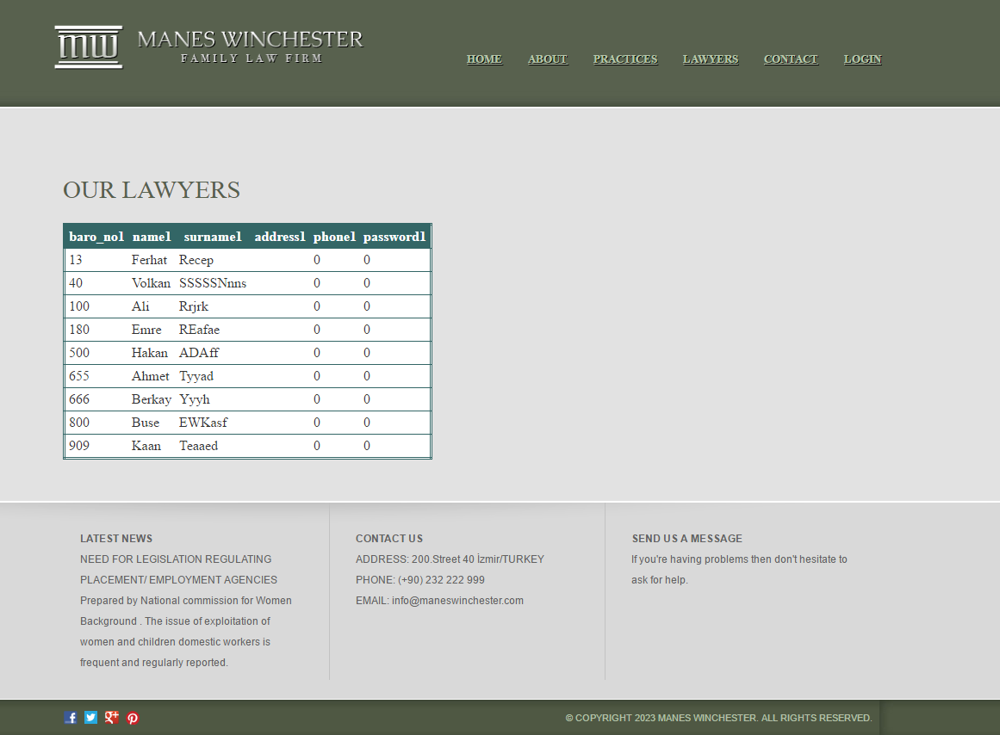 mw
MANES WINCHESTER
FAMILY LAW FIRM
HOME ABOUT PRACTICES LAWYERS CONTACT LOGIN
OUR LAWYERS
baro_no1 name1 surname1 address1 phone1 password1
13 Ferhat Recep 0 0
40 Volkan SSSSSNnns 0 0
100 Ali Rrjrk 0 0
180 Emre REafae 0 0
500 Hakan ADAff 0 0
655 Ahmet Tyyad 0 0
666 Berkay Yyyh 0 0
800 Buse EWKasf 0 0
909 Kaan Teaaed 0 0
LATEST NEWS
NEED FOR LEGISLATION REGULATING
PLACEMENT/ EMPLOYMENT AGENCIES
Prepared by National commission for Women
Background . The issue of exploitation of
women and children domestic workers is
frequent and regularly reported.
CONTACT US
ADDRESS: 200.Street 40 İzmir/TURKEY
PHONE: (+90) 232 222 999
EMAIL: info@maneswinchester.com
SEND US A MESSAGE
If you're having problems then don't hesitate to
ask for help.
© COPYRIGHT 2023 MANES WINCHESTER. ALL RIGHTS RESERVED.